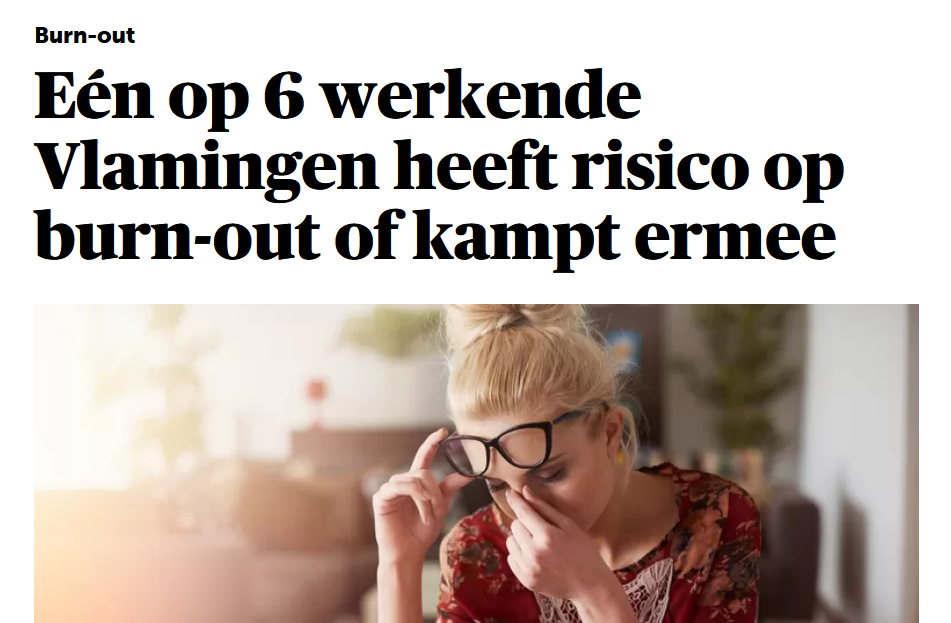 Burn-out
Eén op 6 werkende
Vlamingen heeft risico op
burn-out of kampt ermee